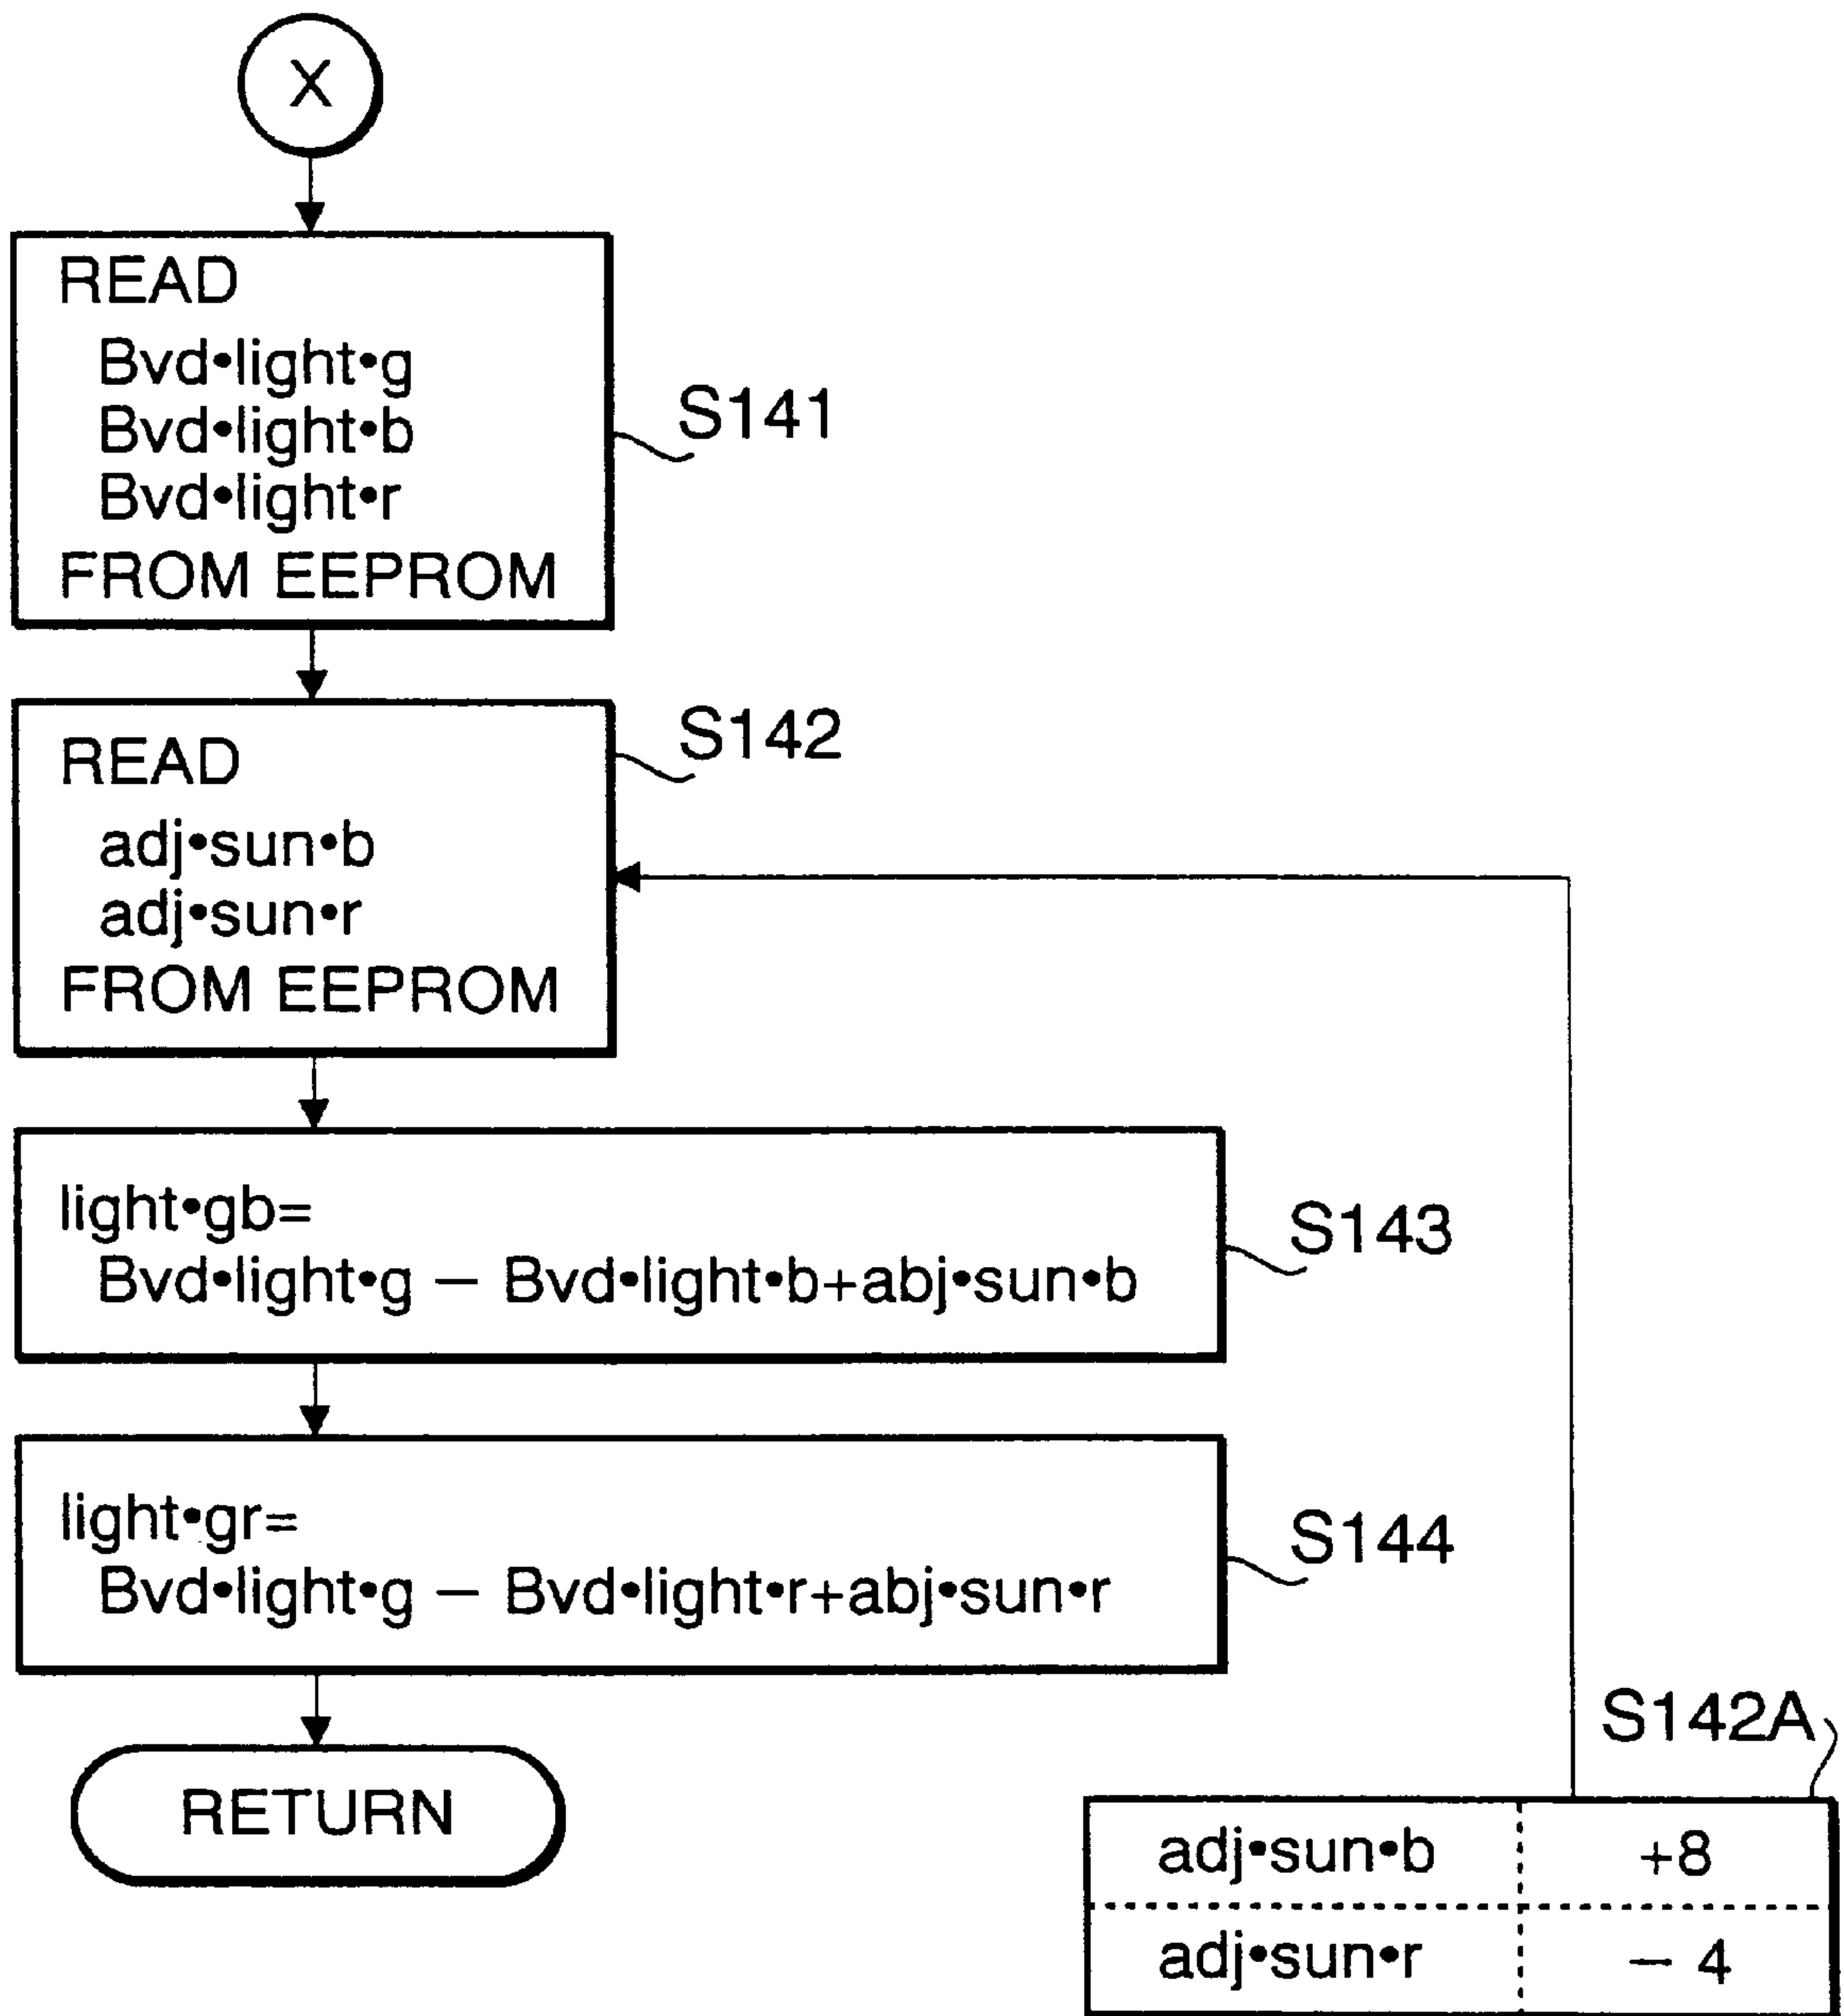 X
READ
Bvd•light•g
Bvd•light•b
Bvd•light•r
FROM EEPROM
S141
READ
adj•sun•b
adj•sun•r
FROM EEPROM
S142
light•gb=
Bvd•light•g – Bvd•light•b+abj•sun•b
S143
light•gr=
Bvd•light•g – Bvd•light•r+abj•sun•r
S144
RETURN
S142A
adj•sun•b +8
adj•sun•r – 4